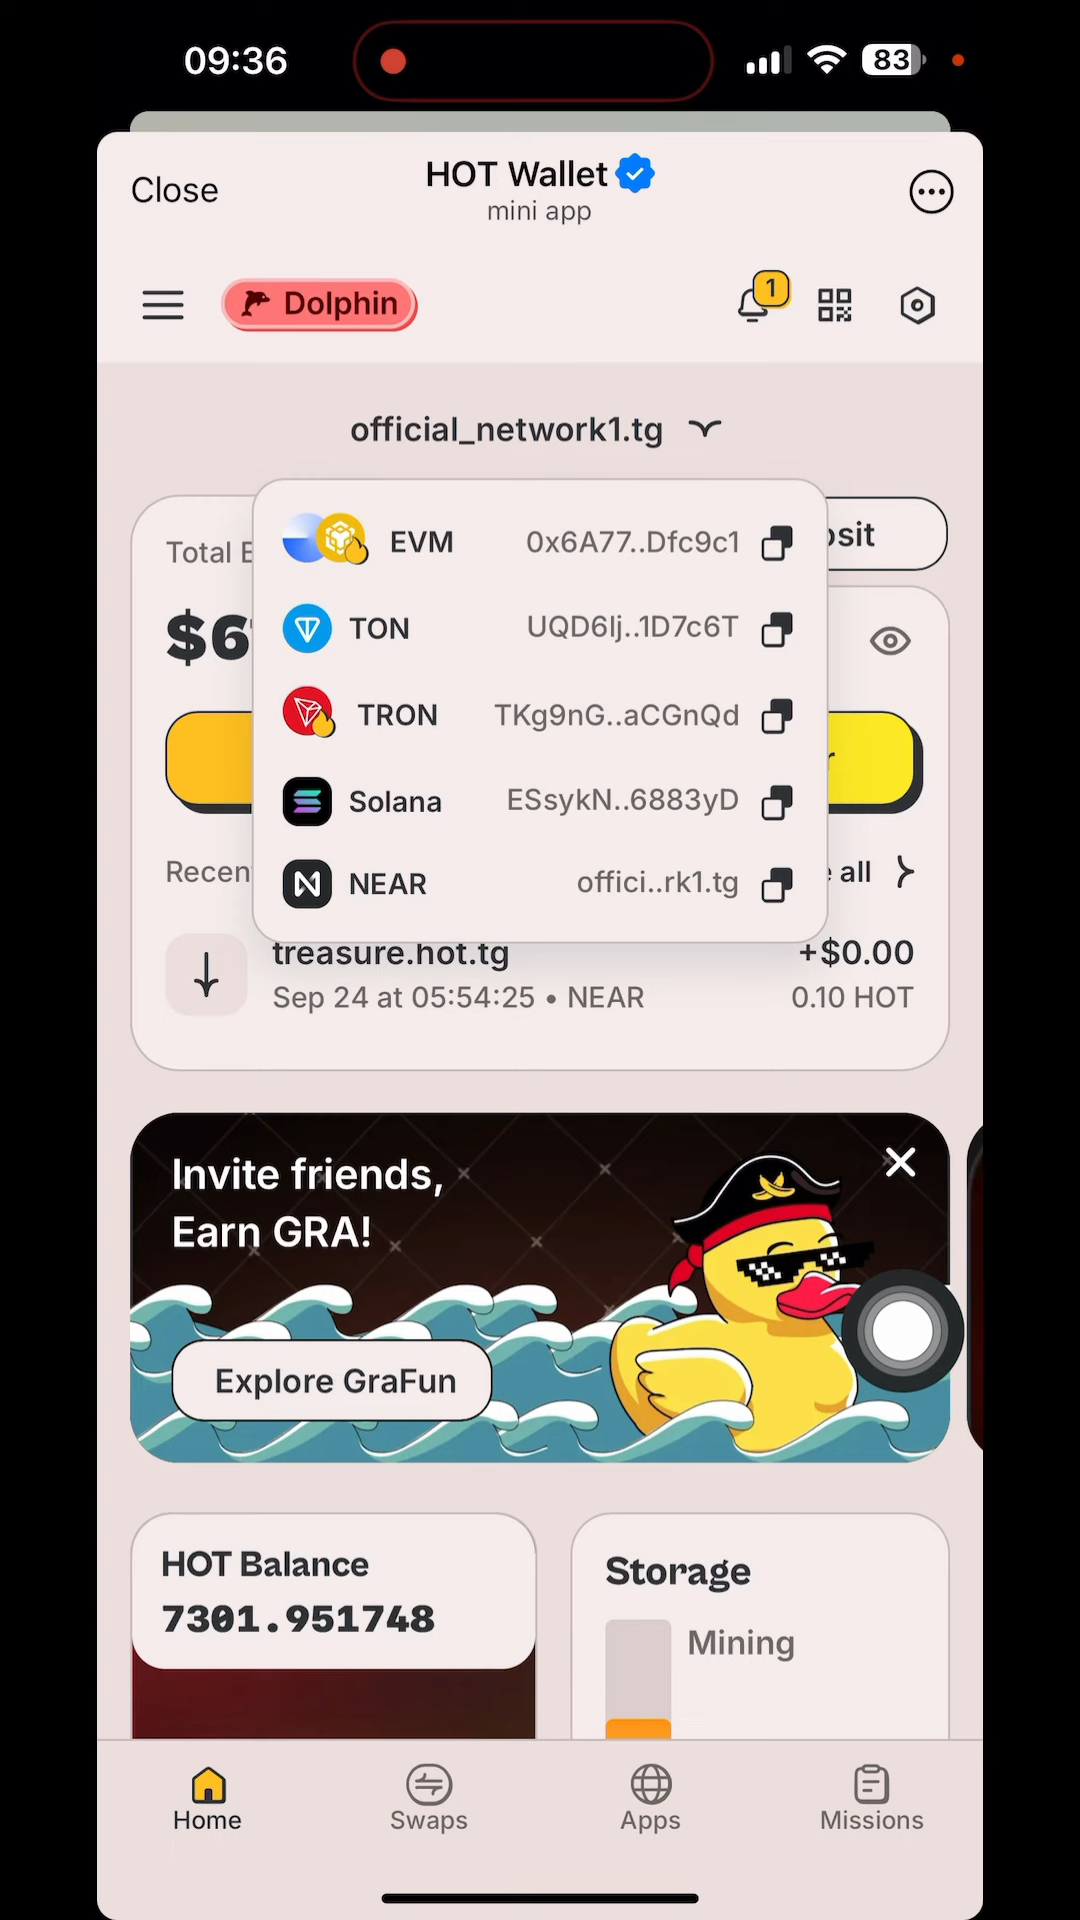 09:36
83
Close
HOT Wallet
mini app
Dolphin
1
official_network1.tg
EVM 0x6A77..Dfc9c1
TON UQD6lj..1D7c6T
TRON TKg9nG..aCGnQd
Solana ESsykN..6883yD
NEAR offici..rk1.tg
Total
$6
all
treasure.hot.tg +$0.00
Sep 24 at 05:54:25 • NEAR 0.10 HOT
Invite friends,
Earn GRA!
Explore GraFun
HOT Balance
7301.951748
Storage
Mining
Home
Swaps
Apps
Missions